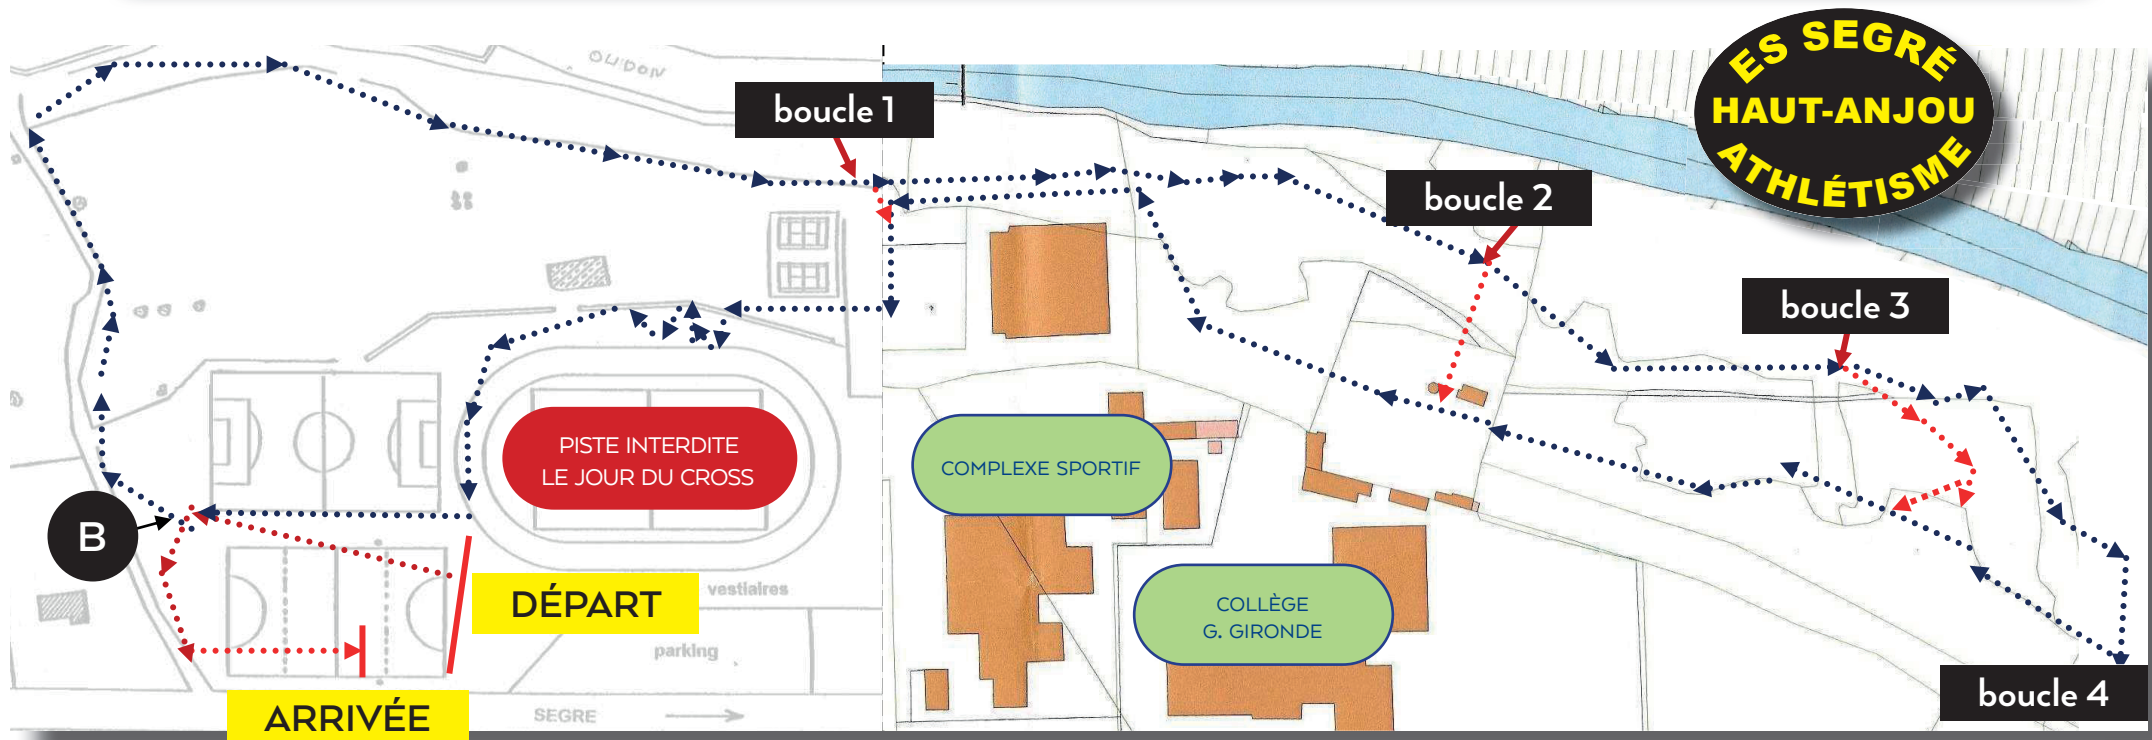 OUDON
ES SEGRÉ
HAUT-ANJOU
ATHLÉTISME
boucle 1
boucle 2
boucle 3
PISTE INTERDITE
LE JOUR DU CROSS
COMPLEXE SPORTIF
B
DÉPART
vestiaires
COLLÈGE
G. GIRONDE
parking
boucle 4
ARRIVÉE
SEGRE